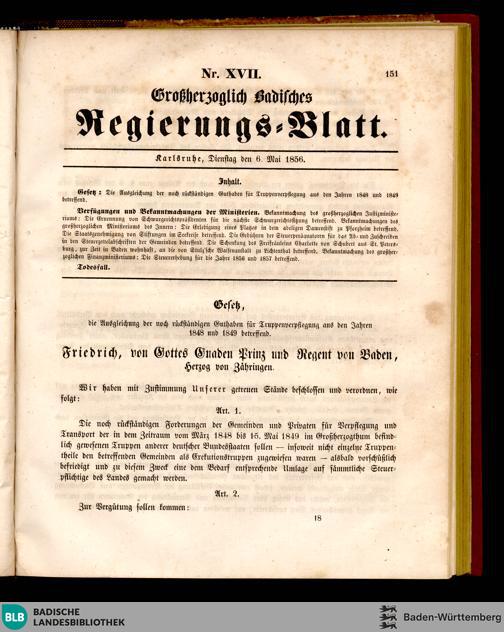 Nr. XVII.
151
Großherzoglich Badisches
Regierungs-Blatt.
Karlsruhe, Dienstag den 6. Mai 1856.
Inhalt.
Gesetz: Die Ausgleichung der noch rückständigen Guthaben für Truppenverpflegung aus den Jahren 1848 und 1849
betreffend.
Verfügungen und Bekanntmachungen der Ministerien. Bekanntmachung des großherzoglichen Justizministe-
riums: Die Ernennung von Schwurgerichtspräsidenten für die nächste Schwurgerichtssitzung betreffend. Bekanntmachungen des
großherzoglichen Ministeriums des Innern: Die Erledigung eines Platzes in dem adeligen Damenstift zu Pforzheim betreffend.
Die Staatsgenehmigung von Stiftungen im Seekreise betreffend. Die Gebühren der Steuerperäquatoren für das Ab- und Zuschreiben
in den Steuerzettelabschriften der Gemeinden betreffend. Die Schenkung des Freifräuleins Charlotte von Schubert aus St. Peters-
burg, zur Zeit in Baden wohnhaft, an die von Stulzische Waisenanstalt zu Lichtenthal betreffend. Bekanntmachung des großher-
zoglichen Finanzministeriums: Die Steuererhebung für die Jahre 1856 und 1857 betreffend.
Todesfall.
Gesetz,
die Ausgleichung der noch rückständigen Guthaben für Truppenverpflegung aus den Jahren
1848 und 1849 betreffend.
Friedrich, von Gottes Gnaden Prinz und Regent von Baden,
Herzog von Zähringen.
Wir haben mit Zustimmung Unserer getreuen Stände beschlossen und verordnen, wie
folgt:
Art. 1.
Die noch rückständigen Forderungen der Gemeinden und Privaten für Verpflegung und
Transport der in dem Zeitraum vom März 1848 bis 15. Mai 1849 im Großherzogthum befind-
lich gewesenen Truppen anderer deutscher Bundesstaaten sollen — insoweit nicht einzelne Truppen-
theile den betreffenden Gemeinden als Exekutionstruppen zugewiesen waren — alsbald vorschüßlich
befriedigt und zu diesem Zweck eine dem Bedarf entsprechende Umlage auf sämmtliche Steuer-
pflichtige des Landes gemacht werden.
Art. 2.
Zur Vergütung sollen kommen:
18
BLB
BADISCHE
LANDESBIBLIOTHEK
Baden-Württemberg